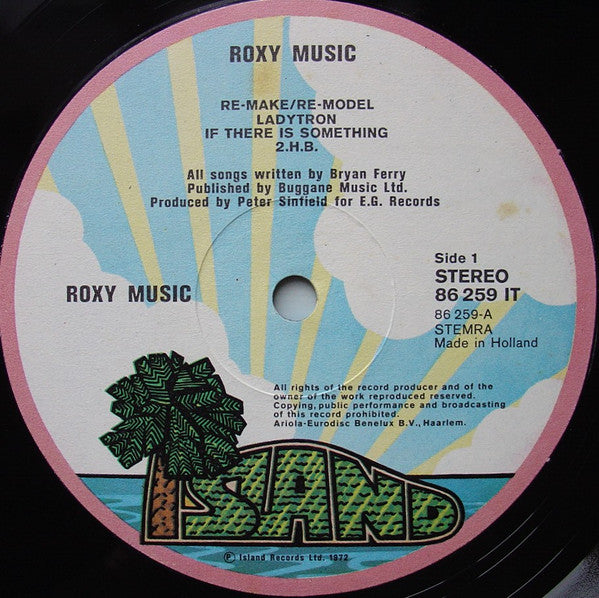 ROXY MUSIC
RE-MAKE/RE-MODEL
LADYTRON
IF THERE IS SOMETHING
2.H.B.
All songs written by Bryan Ferry
Published by Buggane Music Ltd.
Produced by Peter Sinfield for E.G. Records
ROXY MUSIC
Side 1
STEREO
86 259 IT
86 259-A
STEMRA
Made in Holland
All rights of the record producer and of the
owner of the work reproduced reserved.
Copying, public performance and broadcasting
of this record prohibited.
Ariola-Eurodisc Benelux B.V., Haarlem.
ISLAND
Ⓟ Island Records Ltd. 1972